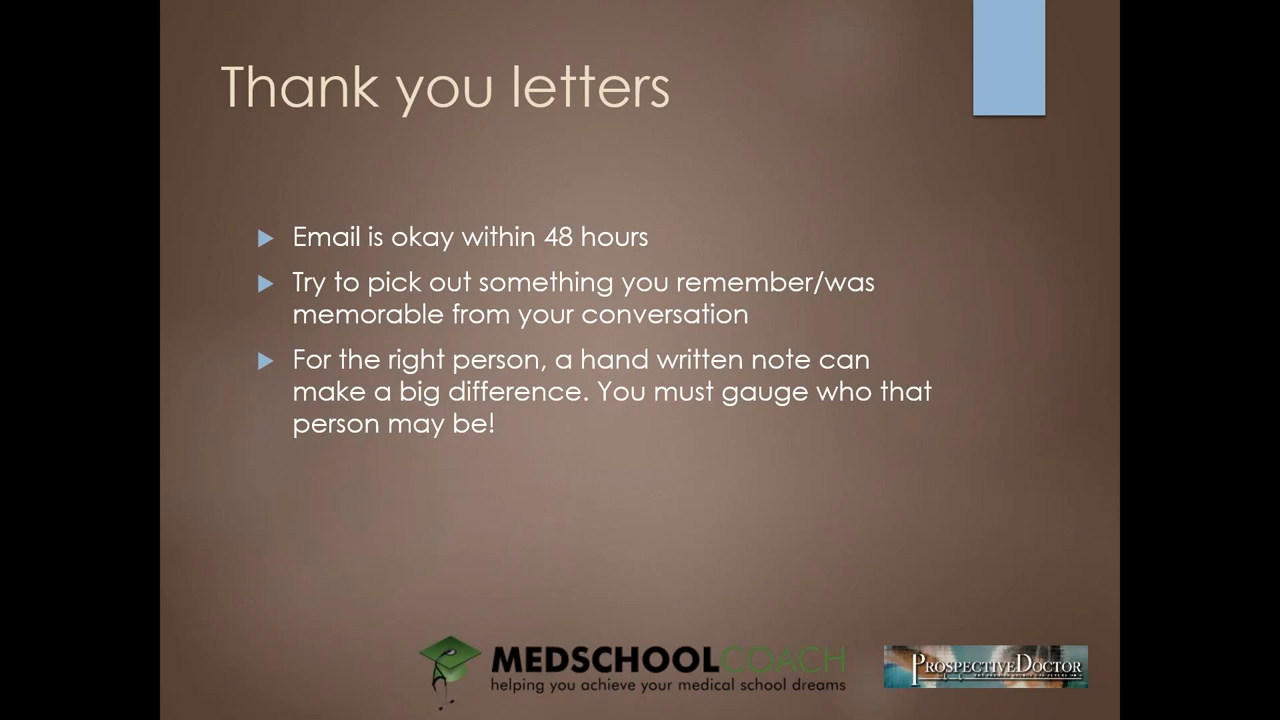 Thank you letters
Email is okay within 48 hours
Try to pick out something you remember/was
memorable from your conversation
For the right person, a hand written note can
make a big difference. You must gauge who that
person may be!
MEDSCHOOLCOACH
helping you achieve your medical school dreams
PROSPECTIVEDOCTOR